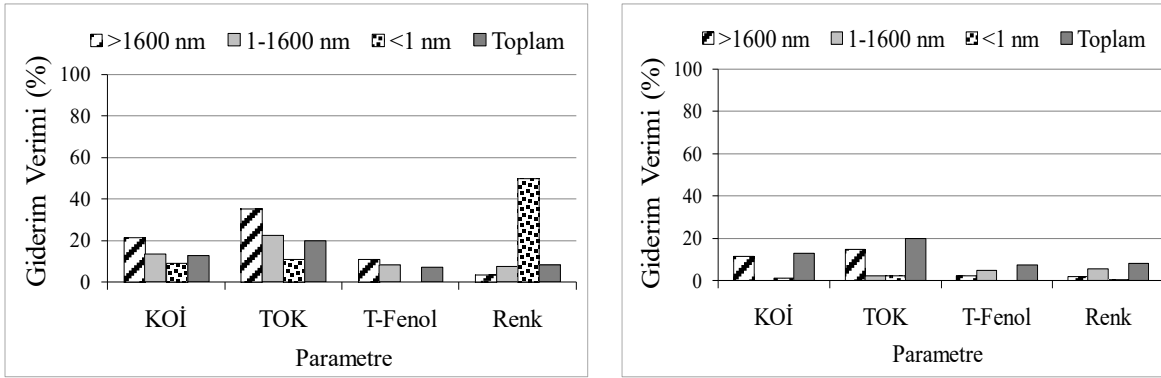 >1600 nm 1-1600 nm <1 nm Toplam
100
80
60
40
20
0
Giderim Verimi (%)
KOİ TOK T-Fenol Renk
Parametre
>1600 nm 1-1600 nm <1 nm Toplam
100
80
60
40
20
0
Giderim Verimi (%)
KOİ TOK T-Fenol Renk
Parametre